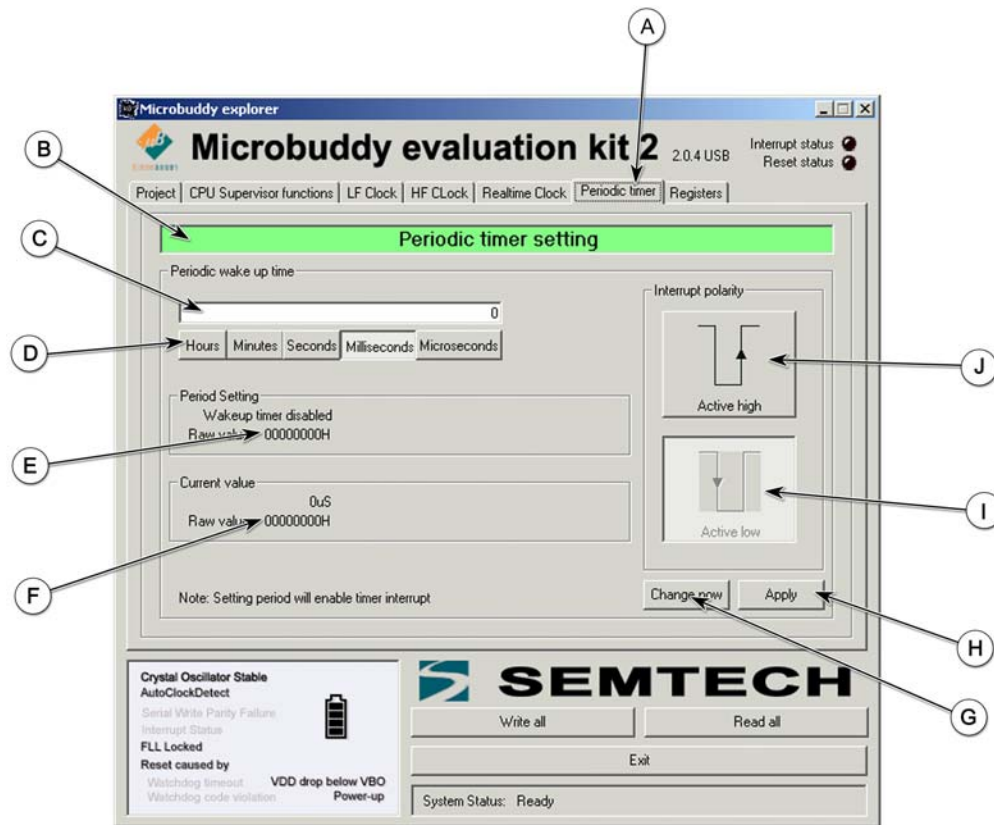 A
Microbuddy explorer
Microbuddy evaluation kit 2 2.0.4 USB
Interrupt status
Reset status
B
Project CPU Supervisor functions LF Clock HF CLock Realtime Clock Periodic timer Registers
Periodic timer setting
C
Periodic wake up time
0
Interrupt polarity
D
Hours Minutes Seconds Milliseconds Microseconds
J
Active high
Period Setting
Wakeup timer disabled
Raw value 00000000H
E
Current value
0uS
Raw value 00000000H
I
Active low
F
Note: Setting period will enable timer interrupt
Change now Apply
H
Crystal Oscillator Stable
AutoClockDetect
Serial Write Parity Failure
Interrupt Status
FLL Locked
Reset caused by
Watchdog timeout VDD drop below VBO
Watchdog code violation Power-up
SEMTECH
G
Write all Read all
Exit
System Status: Ready